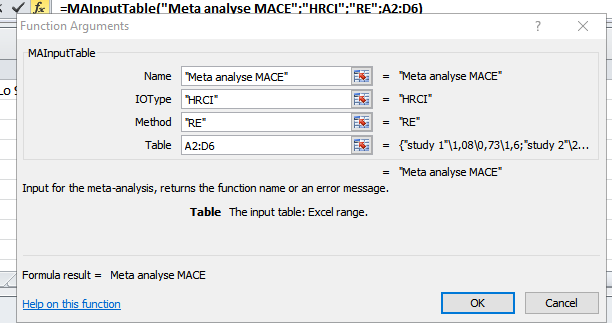 =MAInputTable("Meta analyse MACE";"HRCI";"RE";A2:D6)
Function Arguments
?
MAInputTable
Name "Meta analyse MACE" = "Meta analyse MACE"
IOType "HRCI" = "HRCI"
Method "RE" = "RE"
Table A2:D6 = {"study 1"\1,08\0,73\1,6;"study 2"\2...
= "Meta analyse MACE"
Input for the meta-analysis, returns the function name or an error message.
Table The input table: Excel range.
Formula result = Meta analyse MACE
Help on this function
OK Cancel